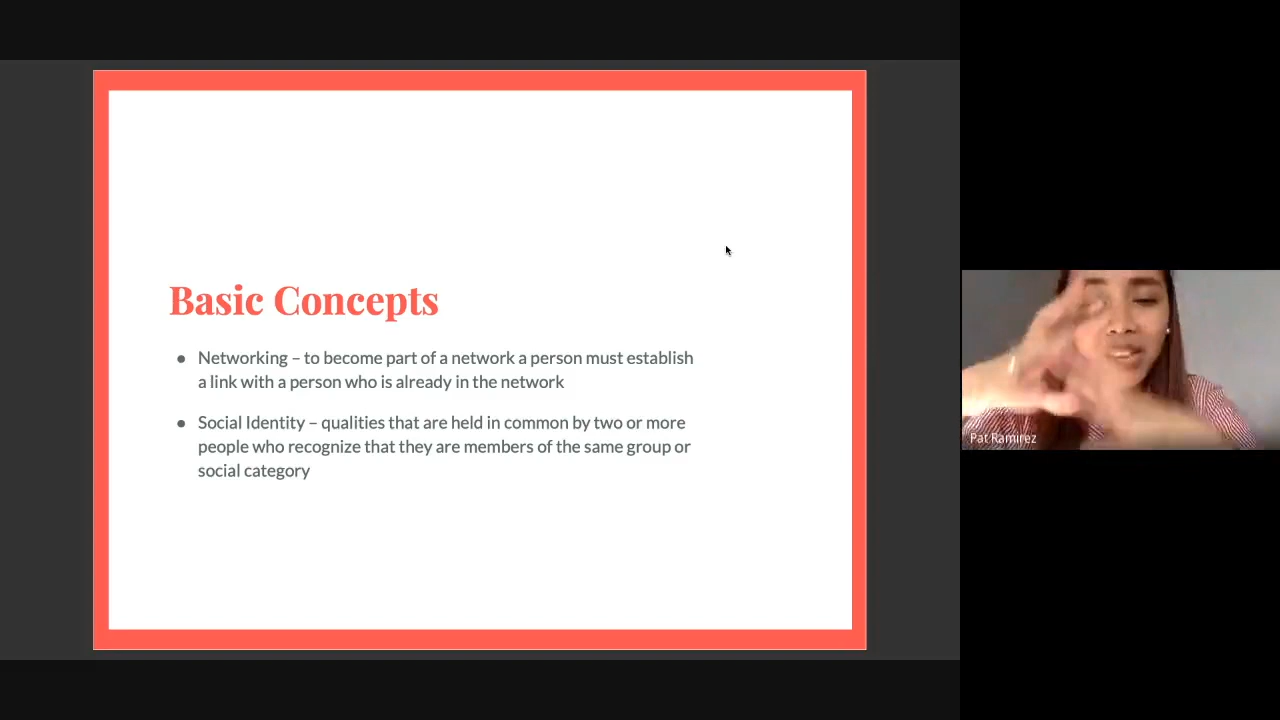 Basic Concepts
● Networking – to become part of a network a person must establish
a link with a person who is already in the network
● Social Identity – qualities that are held in common by two or more
people who recognize that they are members of the same group or
social category
Pat Ramirez